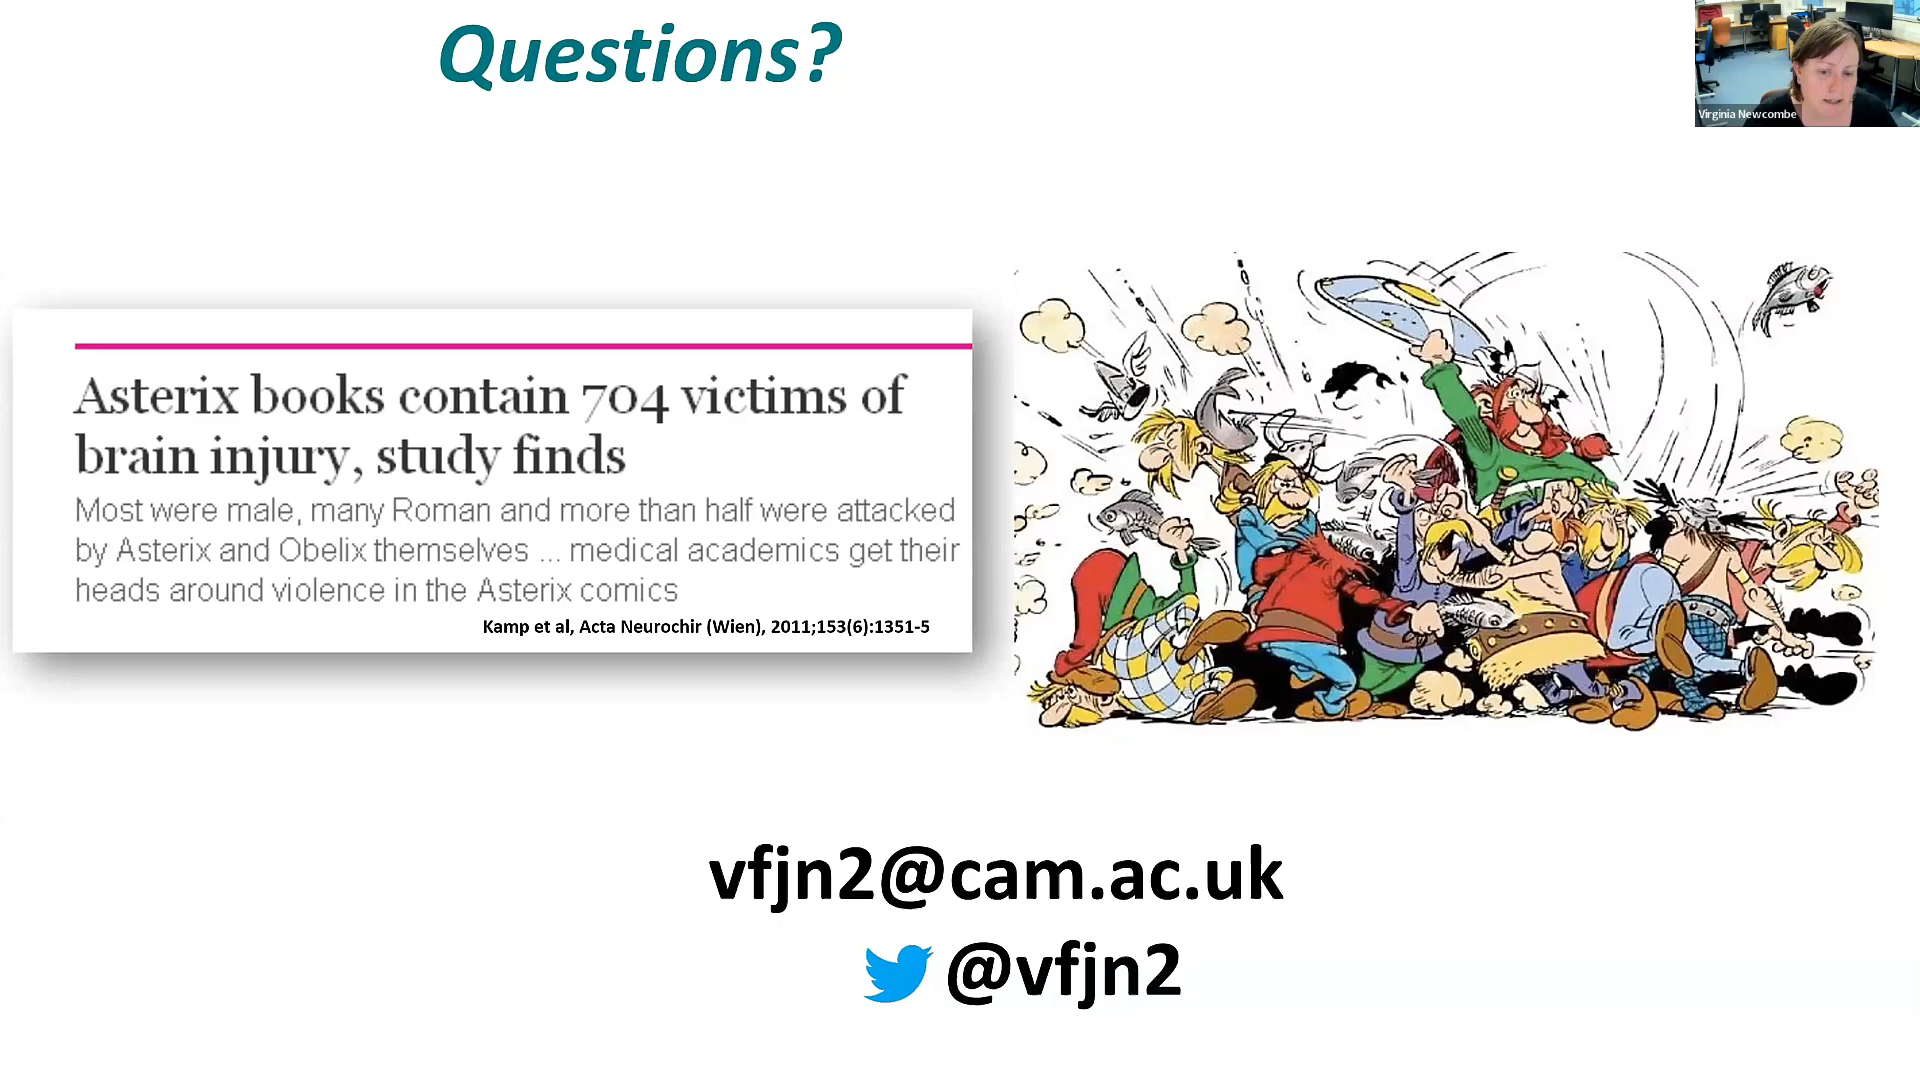 Questions?
Virginia Newcombe
Asterix books contain 704 victims of
brain injury, study finds
Most were male, many Roman and more than half were attacked
by Asterix and Obelix themselves ... medical academics get their
heads around violence in the Asterix comics
Kamp et al, Acta Neurochir (Wien), 2011;153(6):1351-5
vfjn2@cam.ac.uk
@vfjn2